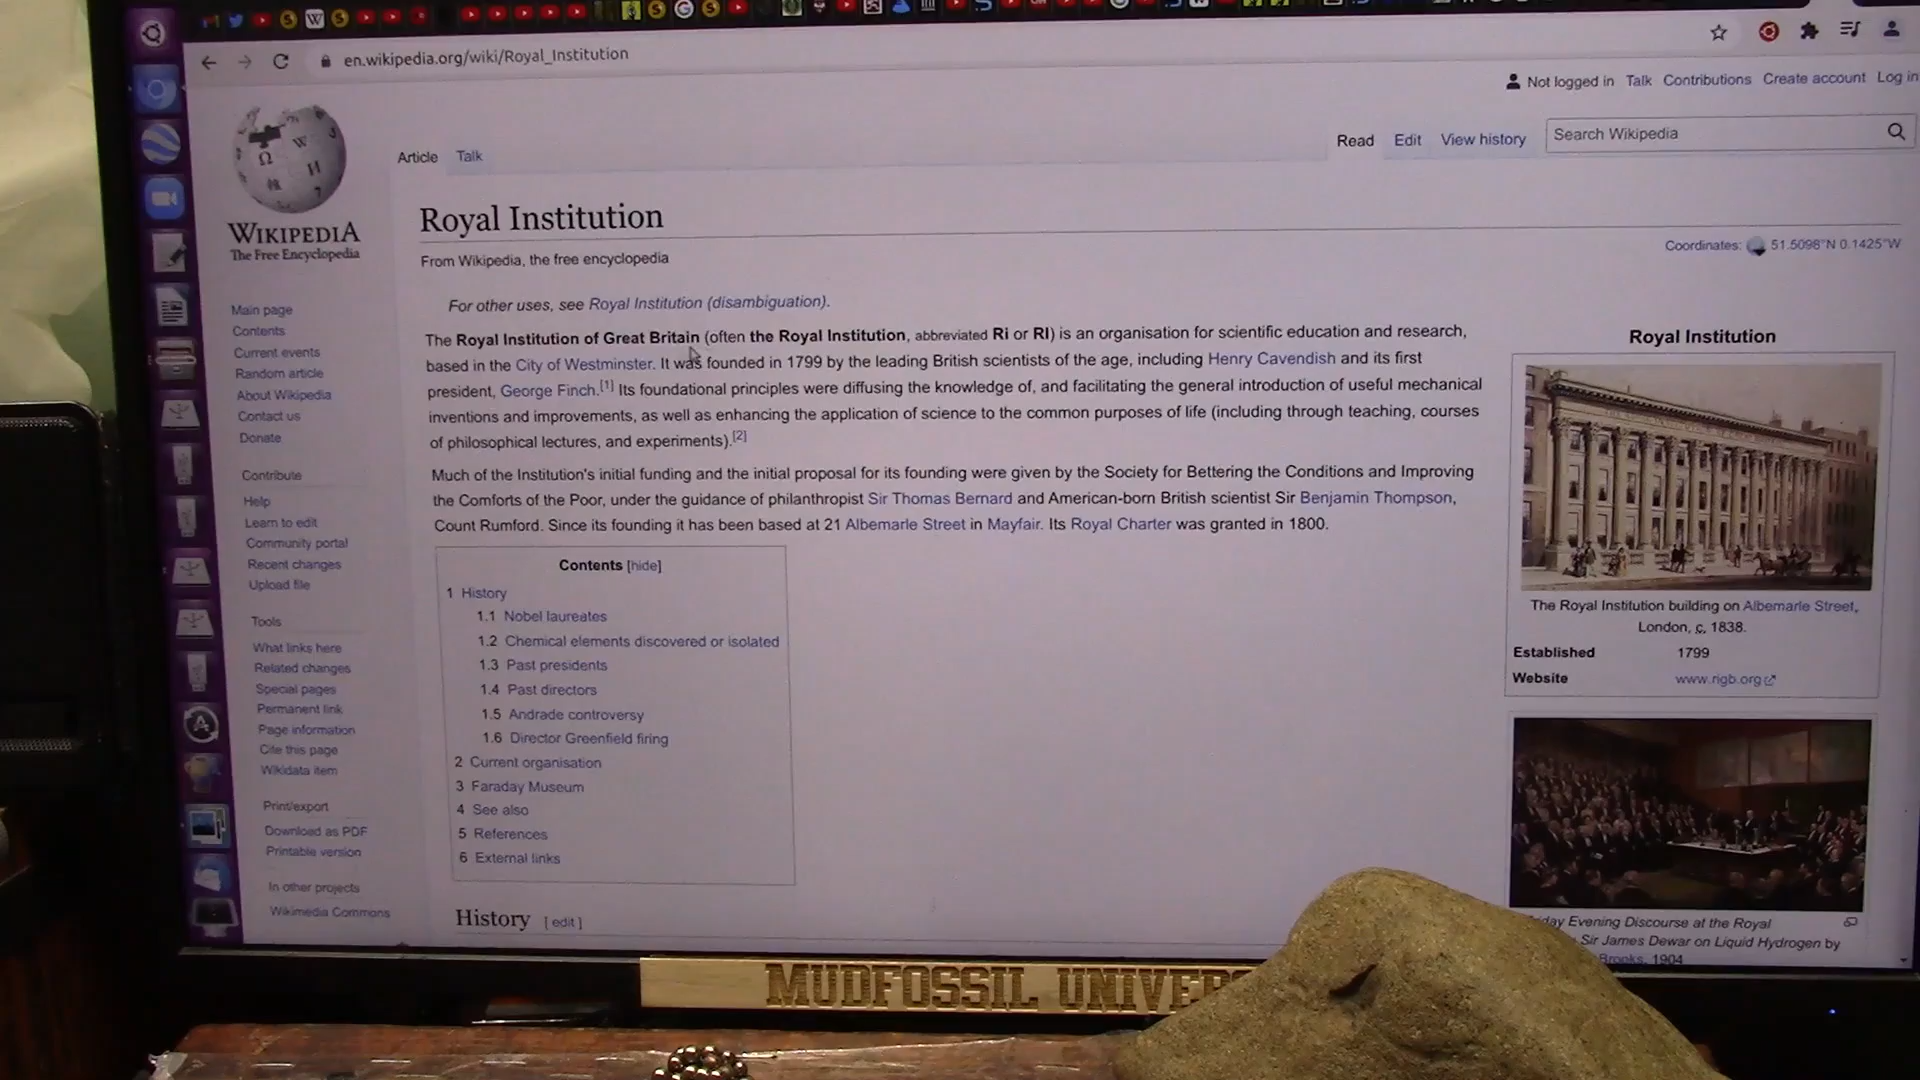 en.wikipedia.org/wiki/Royal_Institution
Not logged in Talk Contributions Create account Log in
Article Talk
Read Edit View history Search Wikipedia
WIKIPEDIA
The Free Encyclopedia
Royal Institution
Coordinates: 51.5098°N 0.1425°W
From Wikipedia, the free encyclopedia
For other uses, see Royal Institution (disambiguation).
The Royal Institution of Great Britain (often the Royal Institution, abbreviated Ri or RI) is an organisation for scientific education and research,
based in the City of Westminster. It was founded in 1799 by the leading British scientists of the age, including Henry Cavendish and its first
president, George Finch.[1] Its foundational principles were diffusing the knowledge of, and facilitating the general introduction of useful mechanical
inventions and improvements, as well as enhancing the application of science to the common purposes of life (including through teaching, courses
of philosophical lectures, and experiments).[2]
Much of the Institution's initial funding and the initial proposal for its founding were given by the Society for Bettering the Conditions and Improving
the Comforts of the Poor, under the guidance of philanthropist Sir Thomas Bernard and American-born British scientist Sir Benjamin Thompson,
Count Rumford. Since its founding it has been based at 21 Albemarle Street in Mayfair. Its Royal Charter was granted in 1800.
Main page
Contents
Current events
Random article
About Wikipedia
Contact us
Donate
Contribute
Help
Learn to edit
Community portal
Recent changes
Upload file
Tools
What links here
Related changes
Special pages
Permanent link
Page information
Cite this page
Wikidata item
Print/export
Download as PDF
Printable version
In other projects
Wikimedia Commons
Contents [hide]
1 History
1.1 Nobel laureates
1.2 Chemical elements discovered or isolated
1.3 Past presidents
1.4 Past directors
1.5 Andrade controversy
1.6 Director Greenfield firing
2 Current organisation
3 Faraday Museum
4 See also
5 References
6 External links
History [ edit ]
Royal Institution
The Royal Institution building on Albemarle Street,
London, c. 1838.
Established 1799
Website www.rigb.org
day Evening Discourse at the Royal
Sir James Dewar on Liquid Hydrogen by
Brooks, 1904
MUDFOSSIL UNIVER